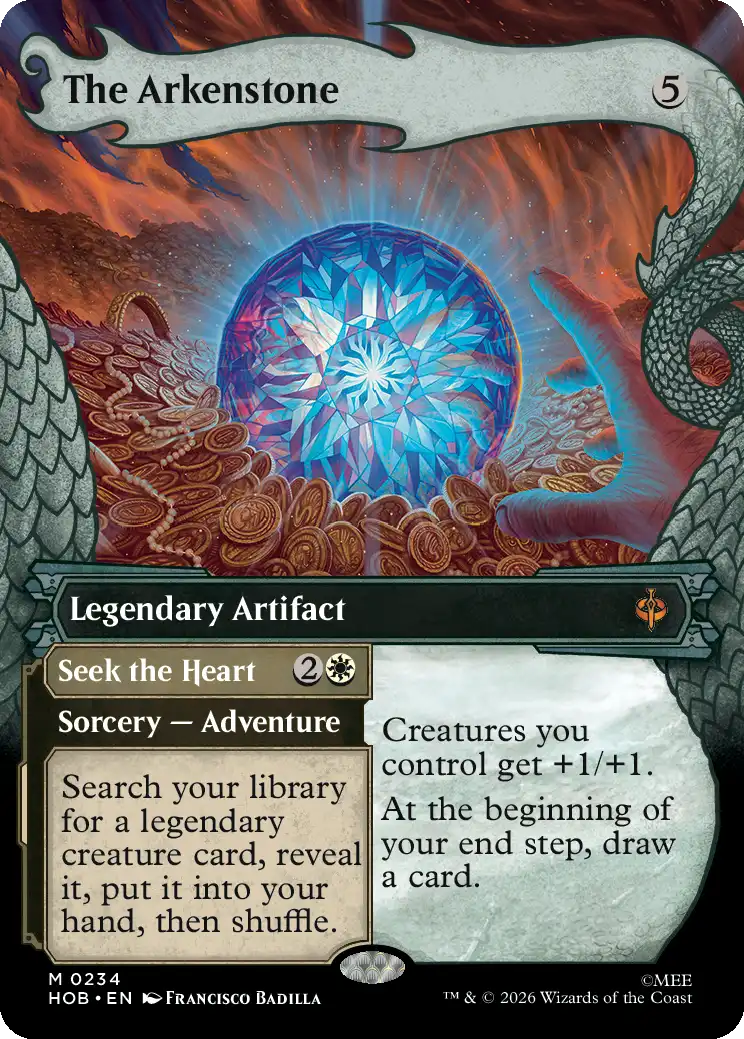 The Arkenstone 5
Legendary Artifact
Seek the Heart 2
Sorcery — Adventure
Search your library
for a legendary
creature card, reveal
it, put it into your
hand, then shuffle.
Creatures you
control get +1/+1.
At the beginning of
your end step, draw
a card.
M 0234
HOB • EN Francisco Badilla
©MEE
™ & © 2026 Wizards of the Coast